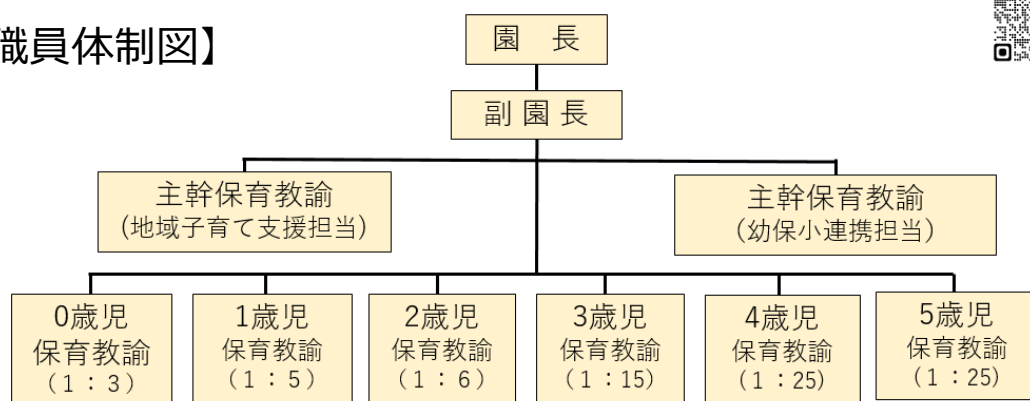 職員体制図】
園　長
副 園 長
主幹保育教諭
(地域子育て支援担当)
主幹保育教諭
（幼保小連携担当）
0歳児
保育教諭
（1：3）
1歳児
保育教諭
（1：5）
2歳児
保育教諭
（1：6）
3歳児
保育教諭
（1：15)
4歳児
保育教諭
（1：25)
5歳児
保育教諭
（1：25)